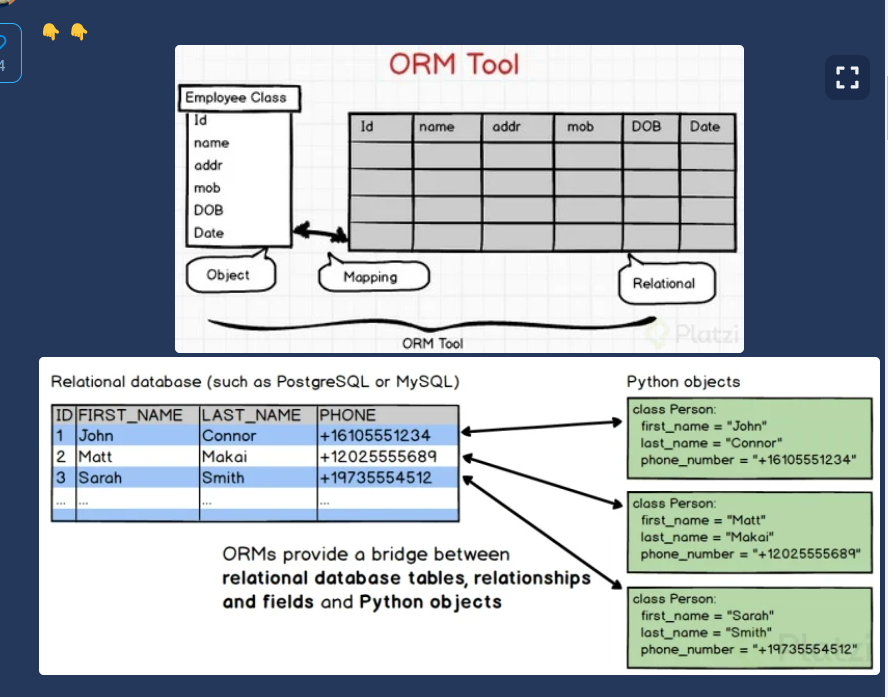 4
ORM Tool
Employee Class
Id
name
addr
mob
DOB
Date
Id name addr mob DOB Date
Object
Mapping
Relational
ORM Tool
Platzi
Relational database (such as PostgreSQL or MySQL)
ID FIRST_NAME LAST_NAME PHONE
1 John Connor +16105551234
2 Matt Makai +12025555689
3 Sarah Smith +19735554512
... ... ... ...
ORMs provide a bridge between
relational database tables, relationships
and fields and Python objects
Python objects
class Person:
first_name = "John"
last_name = "Connor"
phone_number = "+16105551234"
class Person:
first_name = "Matt"
last_name = "Makai"
phone_number = "+12025555689"
class Person:
first_name = "Sarah"
last_name = "Smith"
phone_number = "+19735554512"
Platzi